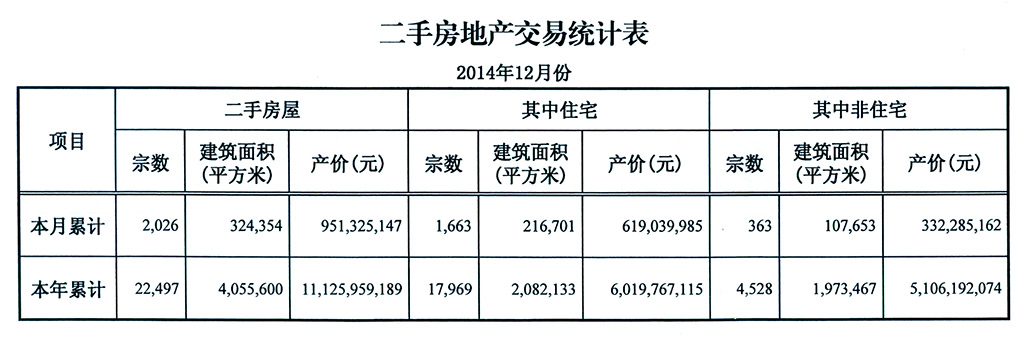 二手房地产交易统计表
2014年12月份
项目 二手房屋 其中住宅 其中非住宅
宗数 建筑面积(平方米) 产价(元) 宗数 建筑面积(平方米) 产价(元) 宗数 建筑面积(平方米) 产价(元)
本月累计 2,026 324,354 951,325,147 1,663 216,701 619,039,985 363 107,653 332,285,162
本年累计 22,497 4,055,600 11,125,959,189 17,969 2,082,133 6,019,767,115 4,528 1,973,467 5,106,192,074